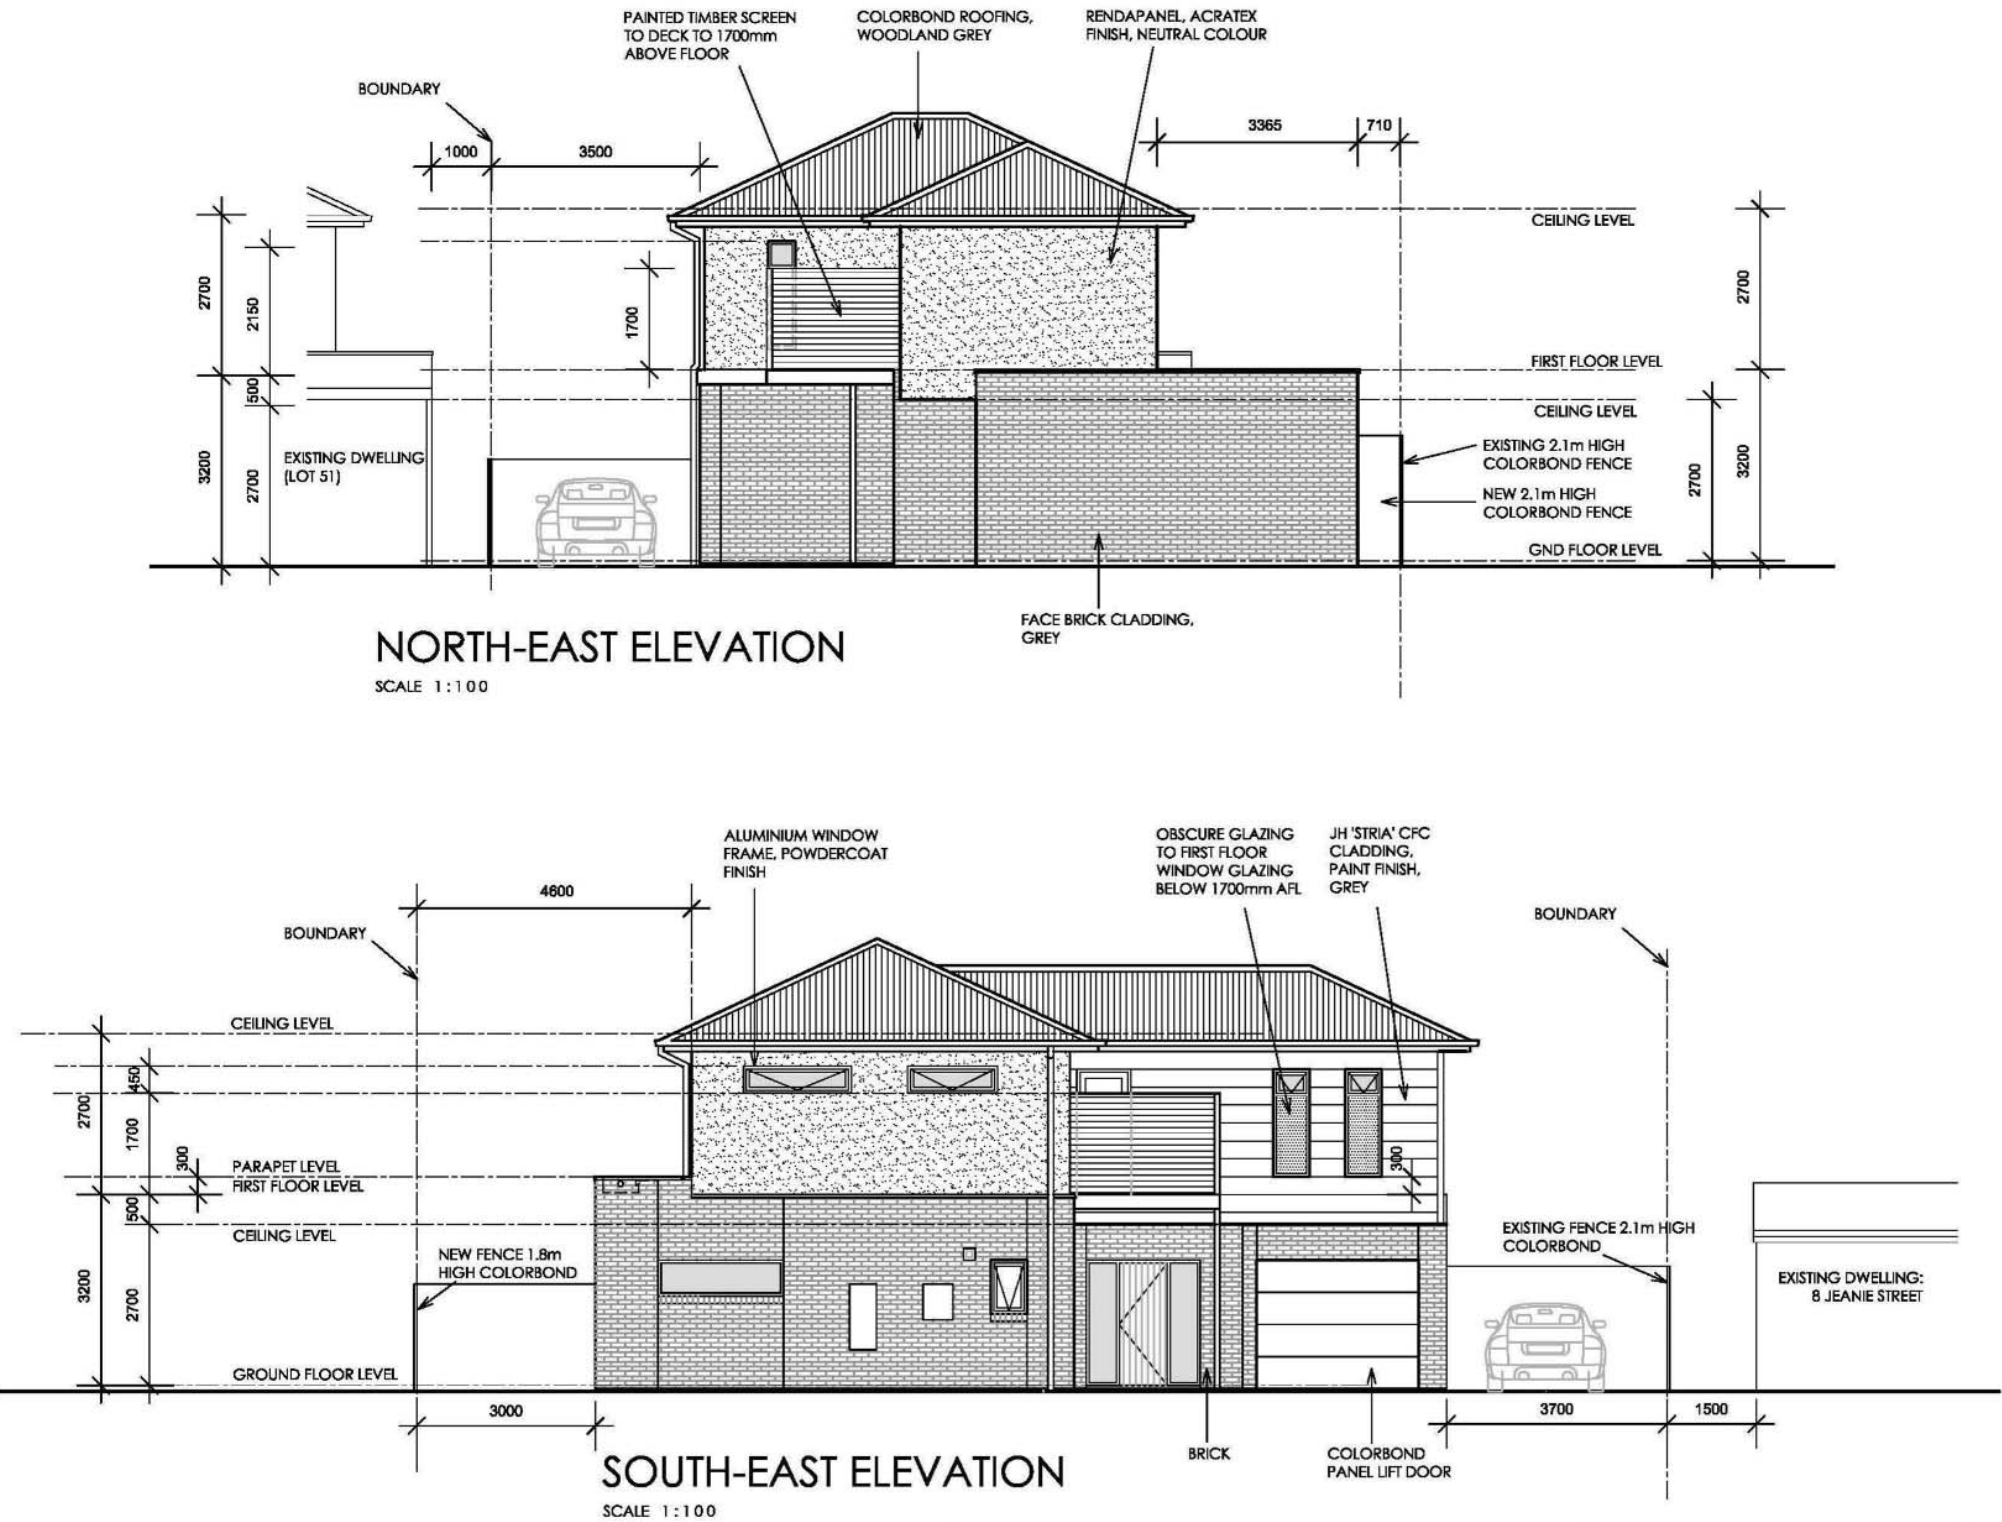 PAINTED TIMBER SCREEN
TO DECK TO 1700mm
ABOVE FLOOR
COLORBOND ROOFING,
WOODLAND GREY
RENDAPANEL, ACRATEX
FINISH, NEUTRAL COLOUR
BOUNDARY
1000
3500
3365
710
CEILING LEVEL
2700
2150
1700
2700
FIRST FLOOR LEVEL
500
CEILING LEVEL
EXISTING DWELLING
(LOT 51)
EXISTING 2.1m HIGH
COLORBOND FENCE
3200
2700
2700
3200
NEW 2.1m HIGH
COLORBOND FENCE
GND FLOOR LEVEL
FACE BRICK CLADDING,
GREY
NORTH-EAST ELEVATION
SCALE 1:100
ALUMINIUM WINDOW
FRAME, POWDERCOAT
FINISH
OBSCURE GLAZING
TO FIRST FLOOR
WINDOW GLAZING
BELOW 1700mm AFL
JH 'STRIA' CFC
CLADDING,
PAINT FINISH,
GREY
4600
BOUNDARY
BOUNDARY
CEILING LEVEL
450
2700
1700
300
300
PARAPET LEVEL
FIRST FLOOR LEVEL
500
CEILING LEVEL
NEW FENCE 1.8m
HIGH COLORBOND
EXISTING FENCE 2.1m HIGH
COLORBOND
EXISTING DWELLING:
8 JEANIE STREET
3200
2700
GROUND FLOOR LEVEL
3000
3700
1500
BRICK
COLORBOND
PANEL LIFT DOOR
SOUTH-EAST ELEVATION
SCALE 1:100